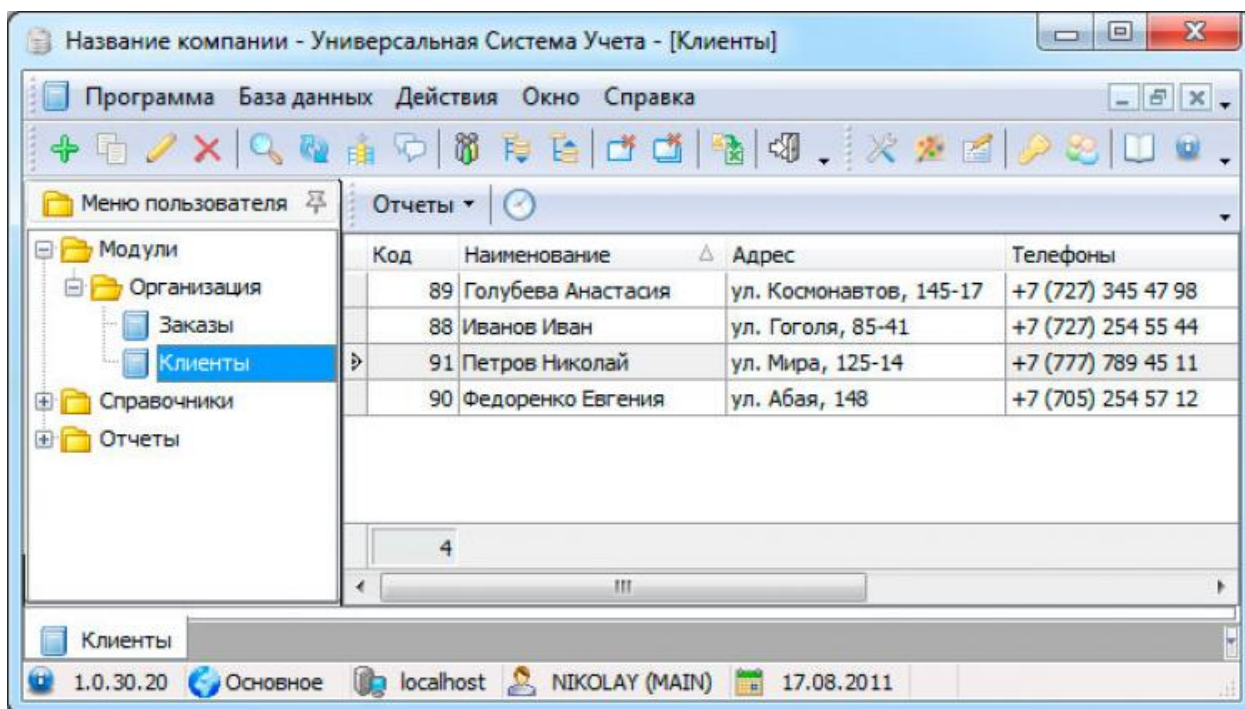 Название компании - Универсальная Система Учета - [Клиенты]
Программа База данных Действия Окно Справка
Меню пользователя
Отчеты
Модули
Организация
Заказы
Клиенты
Справочники
Отчеты
Код Наименование Адрес Телефоны
89 Голубева Анастасия ул. Космонавтов, 145-17 +7 (727) 345 47 98
88 Иванов Иван ул. Гоголя, 85-41 +7 (727) 254 55 44
91 Петров Николай ул. Мира, 125-14 +7 (777) 789 45 11
90 Федоренко Евгения ул. Абая, 148 +7 (705) 254 57 12
4
Клиенты
1.0.30.20 Основное localhost NIKOLAY (MAIN) 17.08.2011